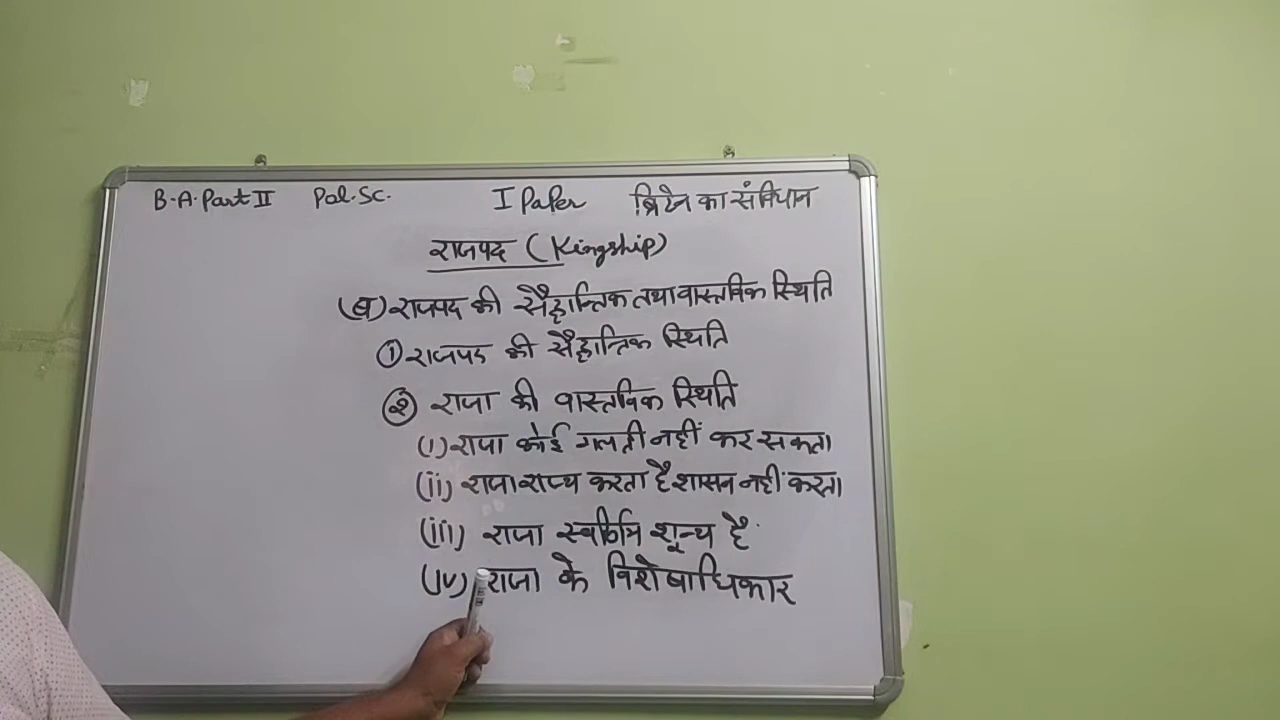 B.A. Part II Pol. Sc. I Paper ब्रिटेन का संविधान
राजपद (Kingship)
(ब) राजपद की सैद्धान्तिक तथा वास्तविक स्थिति
① राजपद की सैद्धान्तिक स्थिति
② राजा की वास्तविक स्थिति
(i) राजा कोई गलती नहीं कर सकता
(ii) राजा राज्य करता है शासन नहीं करता
(iii) राजा स्वर्णिम शून्य है
(iv) राजा के विशेषाधिकार